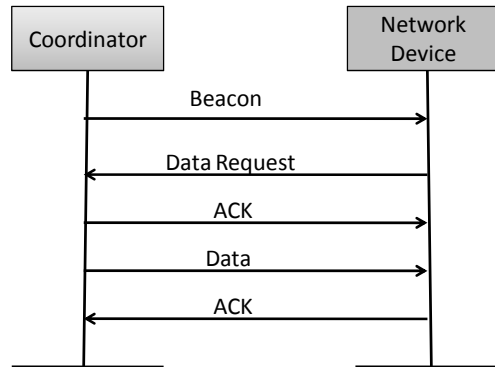 Coordinator
Network
Device
Beacon
Data Request
ACK
Data
ACK